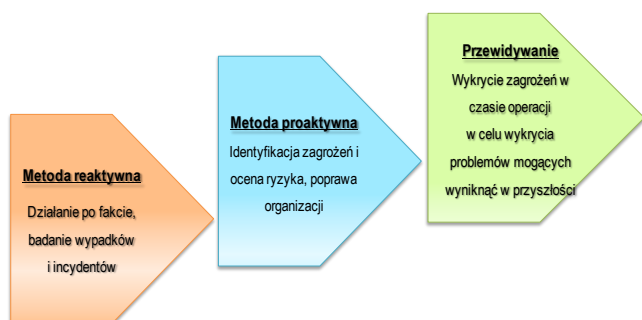 Metoda reaktywna
Działanie po fakcie,
badanie wypadków
i incydentów
Metoda proaktywna
Identyfikacja zagrożeń i
ocena ryzyka, poprawa
organizacji
Przewidywanie
Wykrycie zagrożeń w
czasie operacji
w celu wykrycia
problemów mogących
wyniknąć w przyszłości